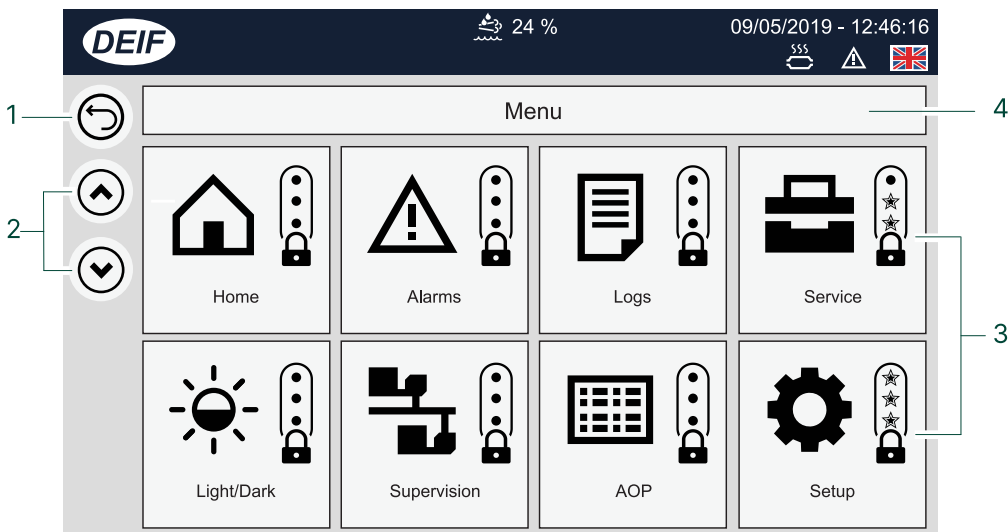 DEIF
24 %
09/05/2019 - 12:46:16
1
Menu
4
2
Home
Alarms
Logs
Service
3
Light/Dark
Supervision
AOP
Setup